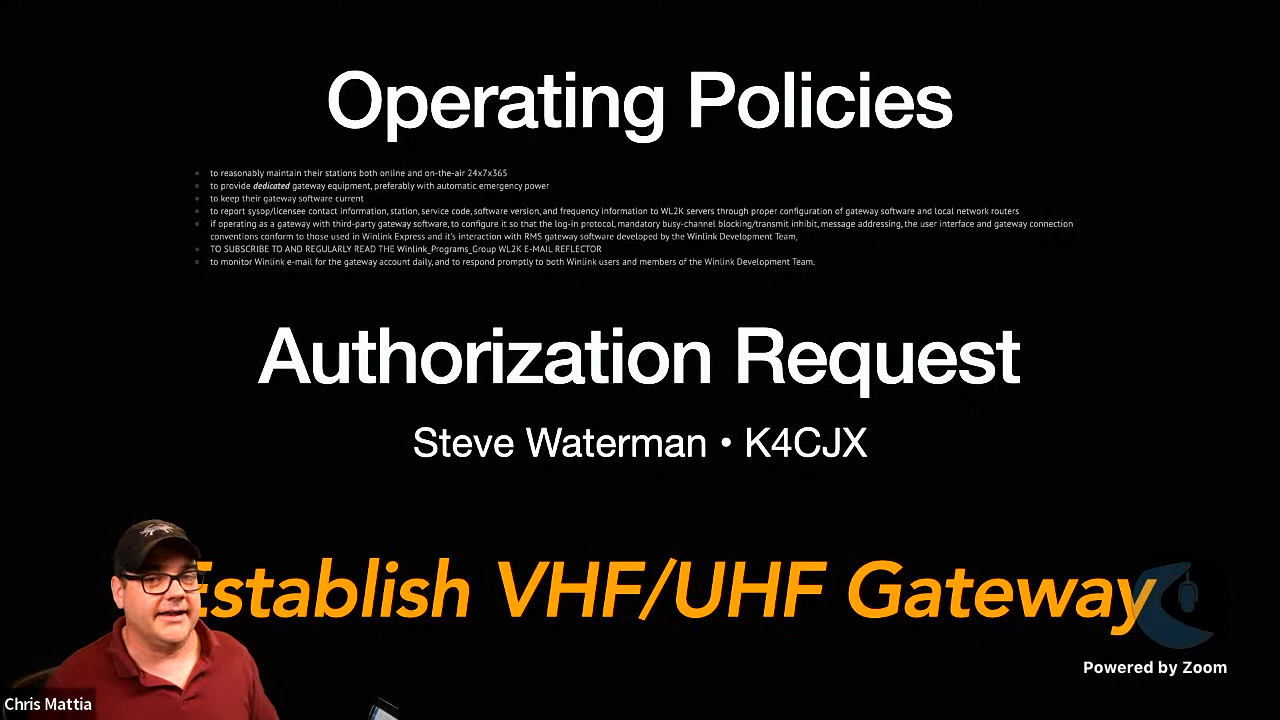 Operating Policies
to reasonably maintain their stations both online and on-the-air 24x7x365
to provide dedicated gateway equipment, preferably with automatic emergency power
to keep their gateway software current
to report sysop/licensee contact information, station, service code, software version, and frequency information to WL2K servers through proper configuration of gateway software and local network routers
if operating as a gateway with third-party gateway software, to configure it so that the log-in protocol, mandatory busy-channel blocking/transmit inhibit, message addressing, the user interface and gateway connection
conventions conform to those used in Winlink Express and it's interaction with RMS gateway software developed by the Winlink Development Team,
TO SUBSCRIBE TO AND REGULARLY READ THE Winlink_Programs_Group WL2K E-MAIL REFLECTOR
to monitor Winlink e-mail for the gateway account daily, and to respond promptly to both Winlink users and members of the Winlink Development Team.
Authorization Request
Steve Waterman • K4CJX
Establish VHF/UHF Gateway
Powered by Zoom
Chris Mattia